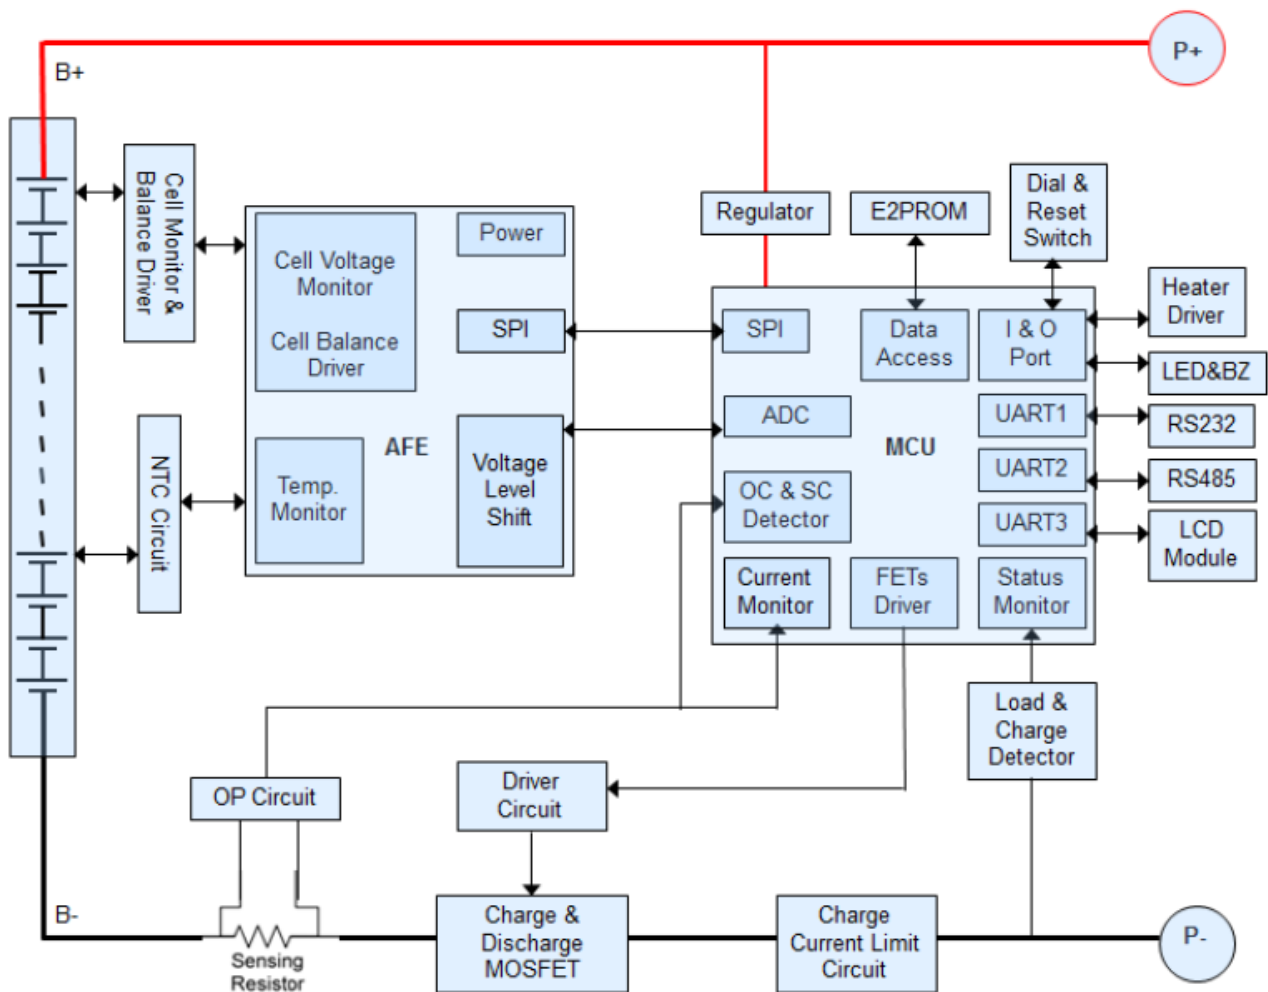 P+
B+
Cell Monitor &
Balance Driver
Cell Voltage
Monitor
Cell Balance
Driver
Power
SPI
Temp.
Monitor
AFE
Voltage
Level
Shift
NTC Circuit
Regulator
E2PROM
Dial &
Reset
Switch
Heater
Driver
LED&BZ
RS232
RS485
LCD
Module
SPI
Data
Access
I & O
Port
ADC
MCU
UART1
UART2
UART3
OC & SC
Detector
Current
Monitor
FETs
Driver
Status
Monitor
Load &
Charge
Detector
OP Circuit
Driver
Circuit
B-
Sensing
Resistor
Charge &
Discharge
MOSFET
Charge
Current Limit
Circuit
P-